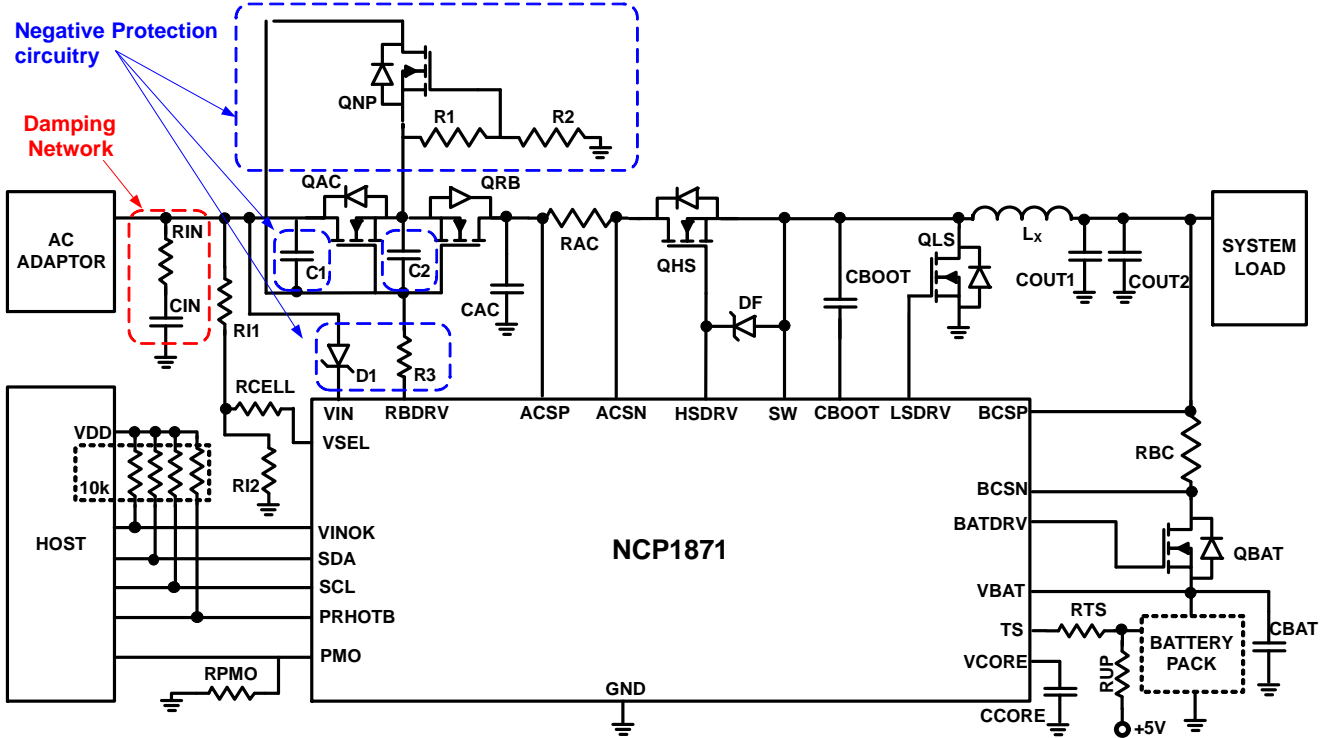 Negative Protection
circuitry
QNP
R1
R2
Damping
Network
QAC
QRB
AC
ADAPTOR
RIN
CIN
C1
C2
RAC
CAC
QHS
DF
CBOOT
QLS
LX
COUT1
COUT2
SYSTEM
LOAD
RI1
D1
R3
RCELL
VIN
RBDRV
ACSP
ACSN
HSDRV
SW
CBOOT
LSDRV
BCSP
VDD
VSEL
RBC
10k
RI2
BCSN
HOST
VINOK
BATDRV
NCP1871
QBAT
SDA
SCL
VBAT
PRHOTB
TS
RTS
BATTERY
PACK
CBAT
PMO
VCORE
RUP
RPMO
GND
CCORE
+5V